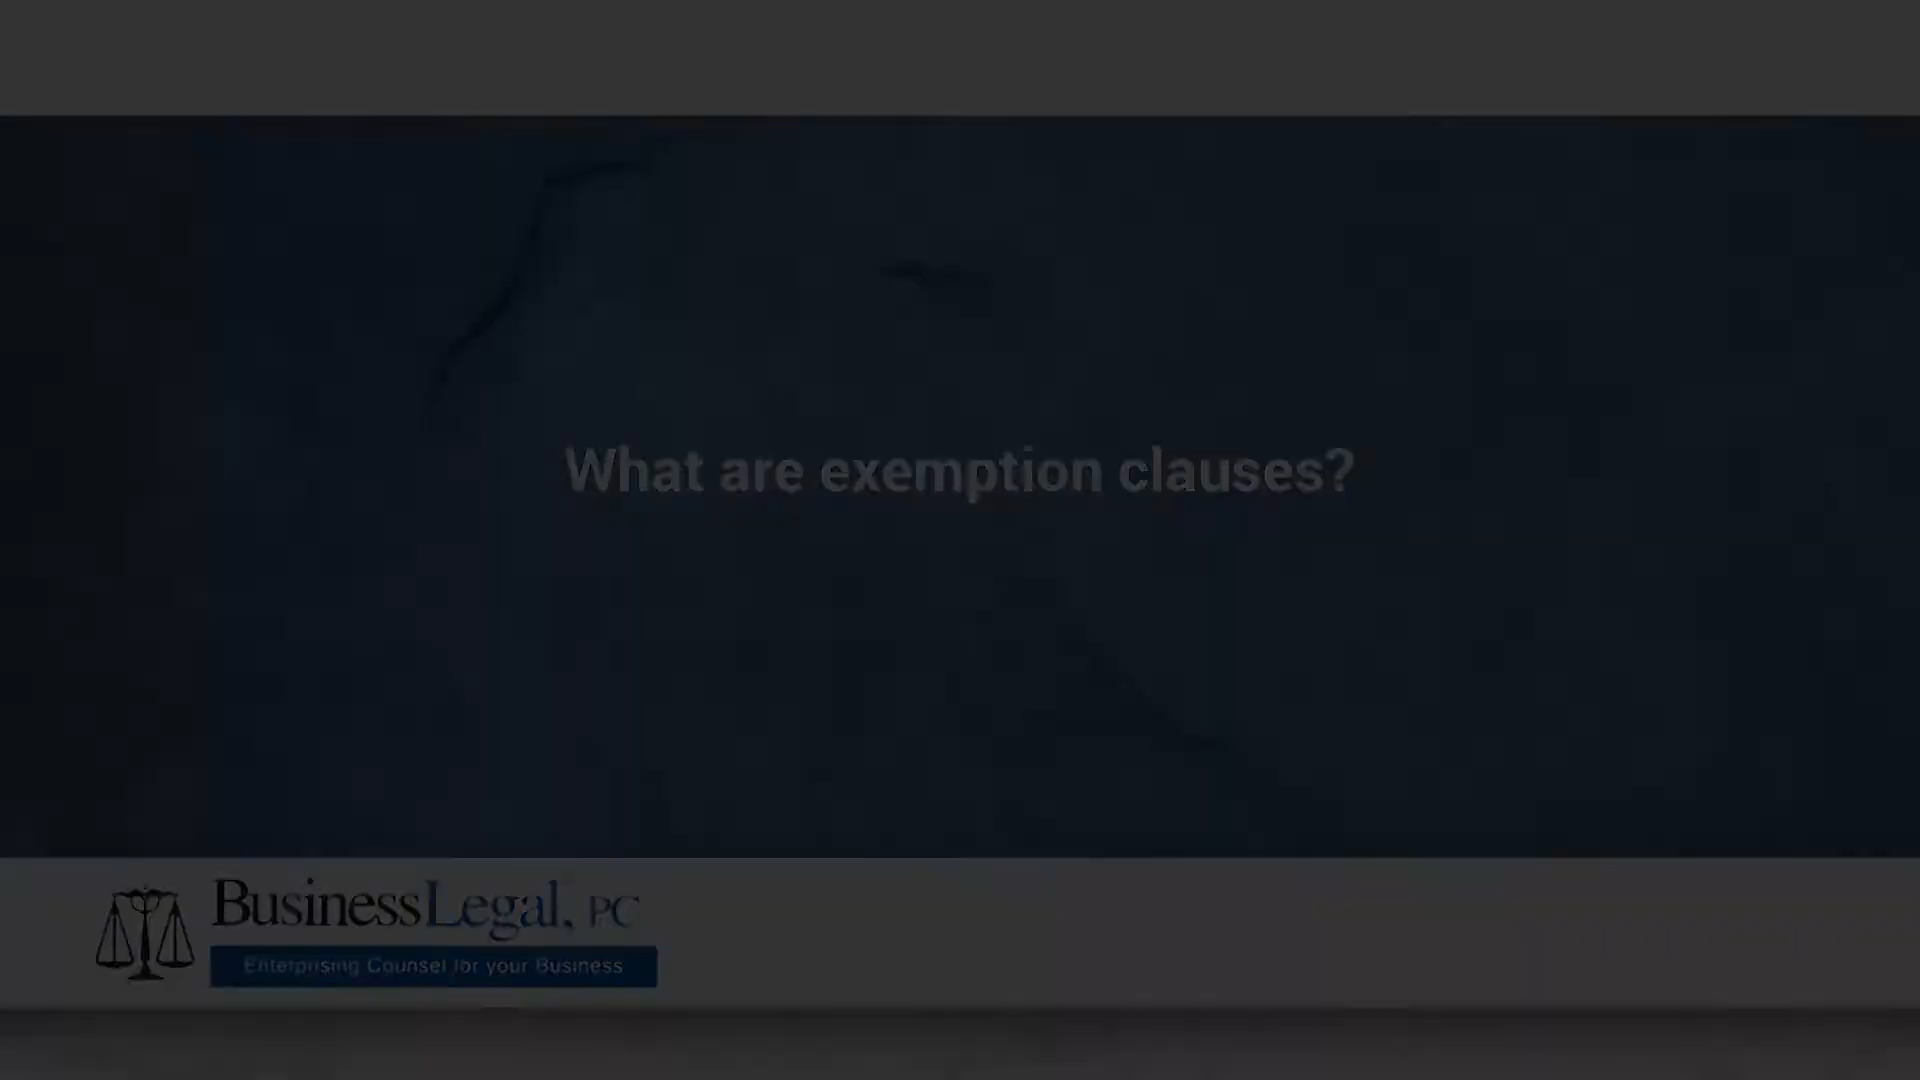 What are exemption clauses?
BusinessLegal, PC
Enterprising Counsel for your Business